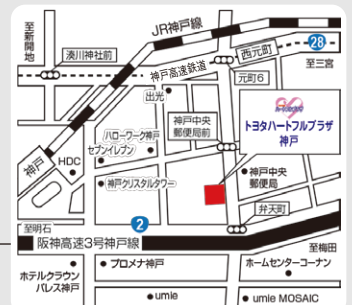 至新開地
JR神戸線
湊川神社前
神戸高速鉄道
西元町
28
元町6
至三宮
出光
ハローワーク神戸
セブンイレブン
神戸中央
郵便局前
トヨタハートフルプラザ
神戸
神戸
HDC
神戸クリスタルタワー
神戸中央
郵便局
弁天町
至明石
2
阪神高速3号神戸線
至梅田
ホテルクラウン
パレス神戸
プロメナ神戸
ホームセンターコーナン
umie
umie MOSAIC